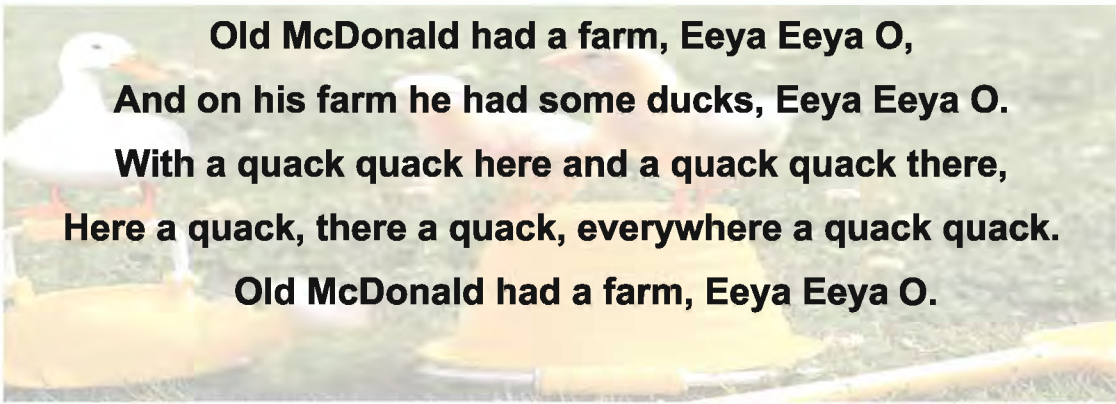 Old McDonald had a farm, Eeya Eeya O,
And on his farm he had some ducks, Eeya Eeya O.
With a quack quack here and a quack quack there,
Here a quack, there a quack, everywhere a quack quack.
Old McDonald had a farm, Eeya Eeya O.